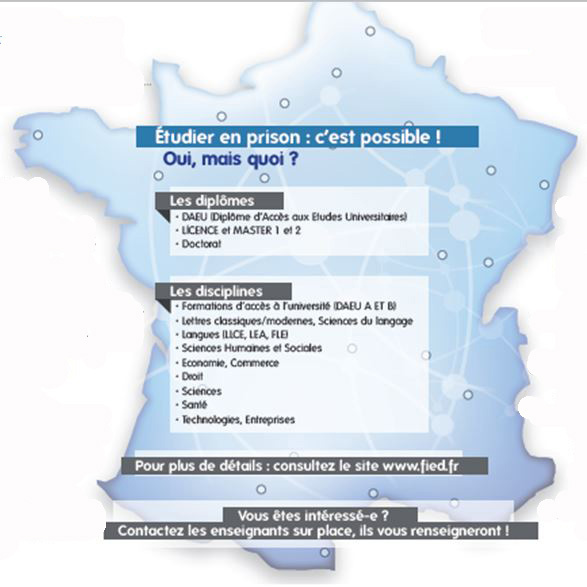 Étudier en prison : c'est possible !
Oui, mais quoi ?
Les diplômes
• DAEU (Diplôme d'Accès aux Etudes Universitaires)
• LICENCE et MASTER 1 et 2
• Doctorat
Les disciplines
• Formations d'accès à l'université (DAEU A ET B)
• Lettres classiques/modernes, Sciences du langage
• Langues (LLCE, LEA, FLE)
• Sciences Humaines et Sociales
• Economie, Commerce
• Droit
• Sciences
• Santé
• Technologies, Entreprises
Pour plus de détails : consultez le site www.fied.fr
Vous êtes intéressé-e ?
Contactez les enseignants sur place, ils vous renseigneront !